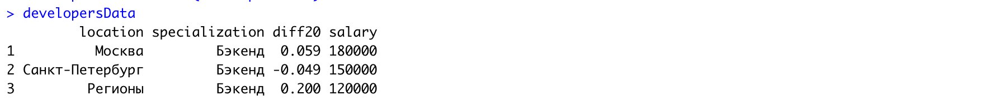 > developersData
location specialization diff20 salary
1 Москва Бэкенд 0.059 180000
2 Санкт-Петербург Бэкенд -0.049 150000
3 Регионы Бэкенд 0.200 120000